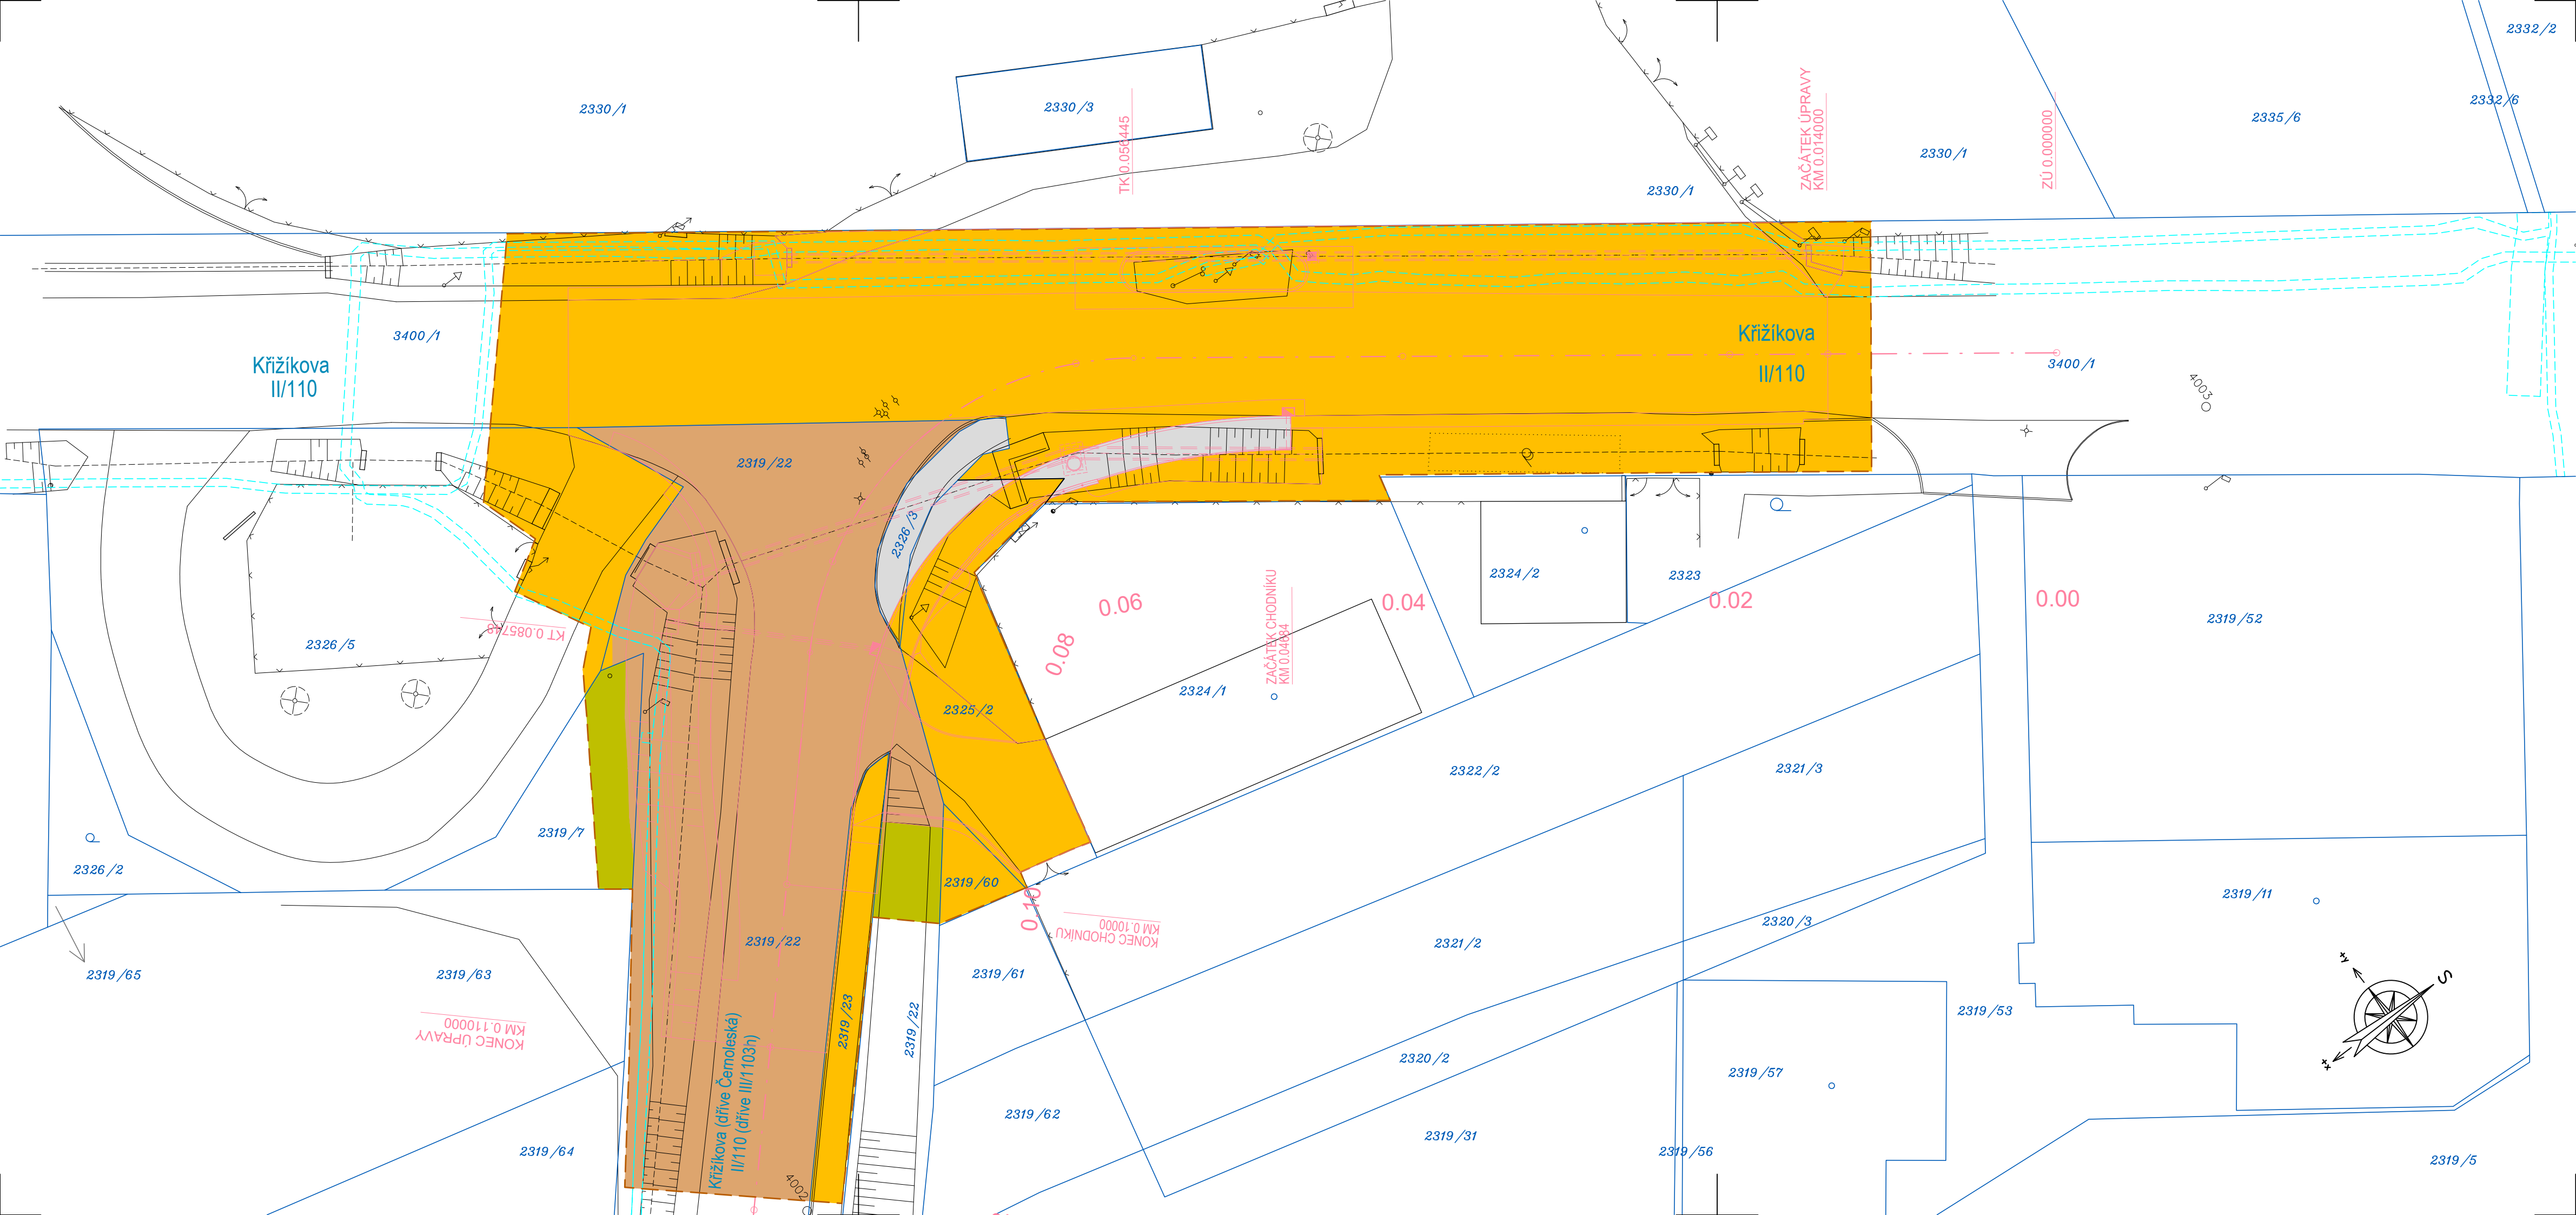 2332/2
2330/1
2330/3
TK 0.056445
ZAČÁTEK ÚPRAVY
KM 0.014000
ZÚ 0.000000
2332/6
2335/6
2330/1
2330/1
3400/1
Křižíkova
II/110
Křižíkova
II/110
3400/1
4003
2319/22
2326/3
2324/2
2323
0.06
0.04
0.02
0.00
2319/52
ZAČÁTEK CHODNÍKU
KT 0.085748
2326/5
0.08
2324/1
2325/2
2322/2
2321/3
2319/7
2326/2
2319/60
0.10
KONEC CHODNÍKU
KM 0.10000
2319/11
2320/3
2319/22
2321/2
2319/65
2319/63
2319/61
KONEC ÚPRAVY
KM 0.110000
2319/23
2319/22
2319/53
+y
S
+x
2320/2
2319/57
Křižíkova (dříve Černoleská)
II/110 (dříve III/1103h)
2319/62
2319/31
2319/64
2319/56
2319/5
4002